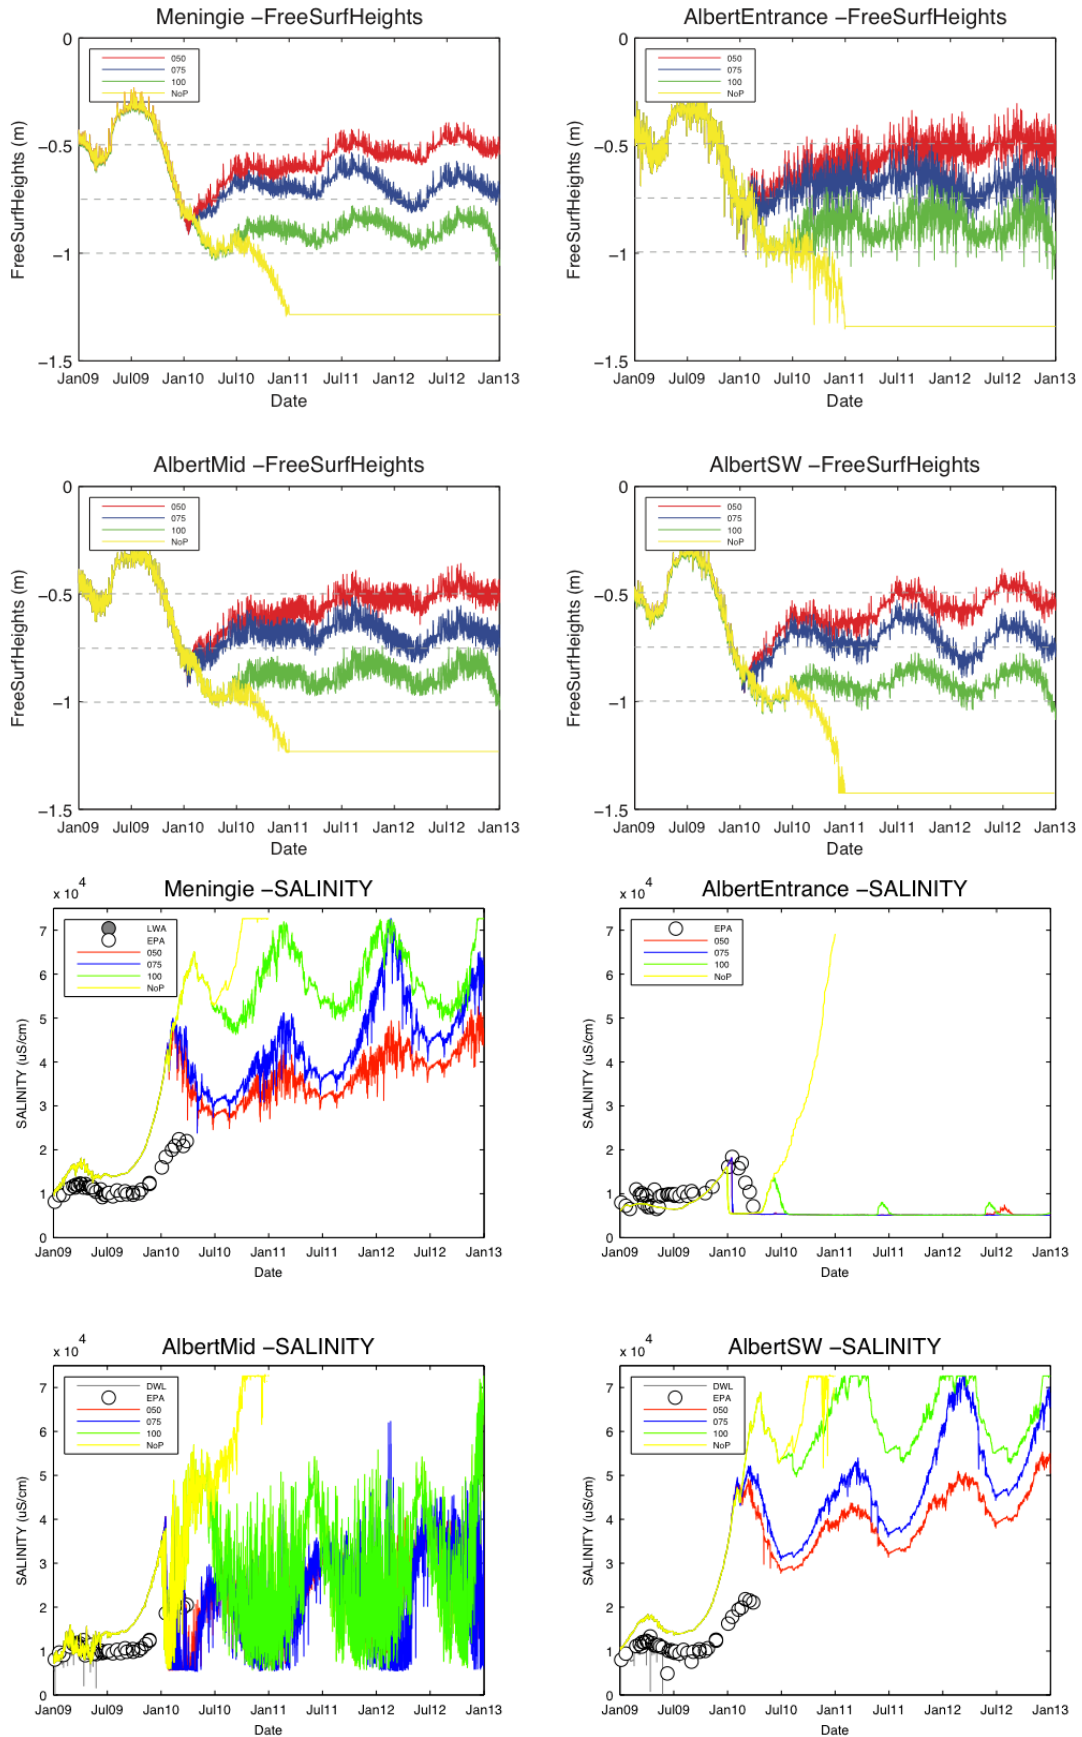 Meningie –FreeSurfHeights
0
050
075
100
NoP
−0.5
−1
−1.5
FreeSurfHeights (m)
Jan09 Jul09 Jan10 Jul10 Jan11 Jul11 Jan12 Jul12 Jan13
Date
AlbertEntrance –FreeSurfHeights
0
050
075
100
NoP
−0.5
−1
−1.5
FreeSurfHeights (m)
Jan09 Jul09 Jan10 Jul10 Jan11 Jul11 Jan12 Jul12 Jan13
Date
AlbertMid –FreeSurfHeights
0
050
075
100
NoP
−0.5
−1
−1.5
FreeSurfHeights (m)
Jan09 Jul09 Jan10 Jul10 Jan11 Jul11 Jan12 Jul12 Jan13
Date
AlbertSW –FreeSurfHeights
0
050
075
100
NoP
−0.5
−1
−1.5
FreeSurfHeights (m)
Jan09 Jul09 Jan10 Jul10 Jan11 Jul11 Jan12 Jul12 Jan13
Date
Meningie –SALINITY
x 10^4
LWA
EPA
050
075
100
NoP
7
6
5
4
3
2
1
0
SALINITY (uS/cm)
Jan09 Jul09 Jan10 Jul10 Jan11 Jul11 Jan12 Jul12 Jan13
Date
AlbertEntrance –SALINITY
x 10^4
EPA
050
075
100
NoP
7
6
5
4
3
2
1
0
SALINITY (uS/cm)
Jan09 Jul09 Jan10 Jul10 Jan11 Jul11 Jan12 Jul12 Jan13
Date
AlbertMid –SALINITY
x 10^4
DWL
EPA
050
075
100
NoP
7
6
5
4
3
2
1
0
SALINITY (uS/cm)
Jan09 Jul09 Jan10 Jul10 Jan11 Jul11 Jan12 Jul12 Jan13
Date
AlbertSW –SALINITY
x 10^4
DWL
EPA
050
075
100
NoP
7
6
5
4
3
2
1
0
SALINITY (uS/cm)
Jan09 Jul09 Jan10 Jul10 Jan11 Jul11 Jan12 Jul12 Jan13
Date